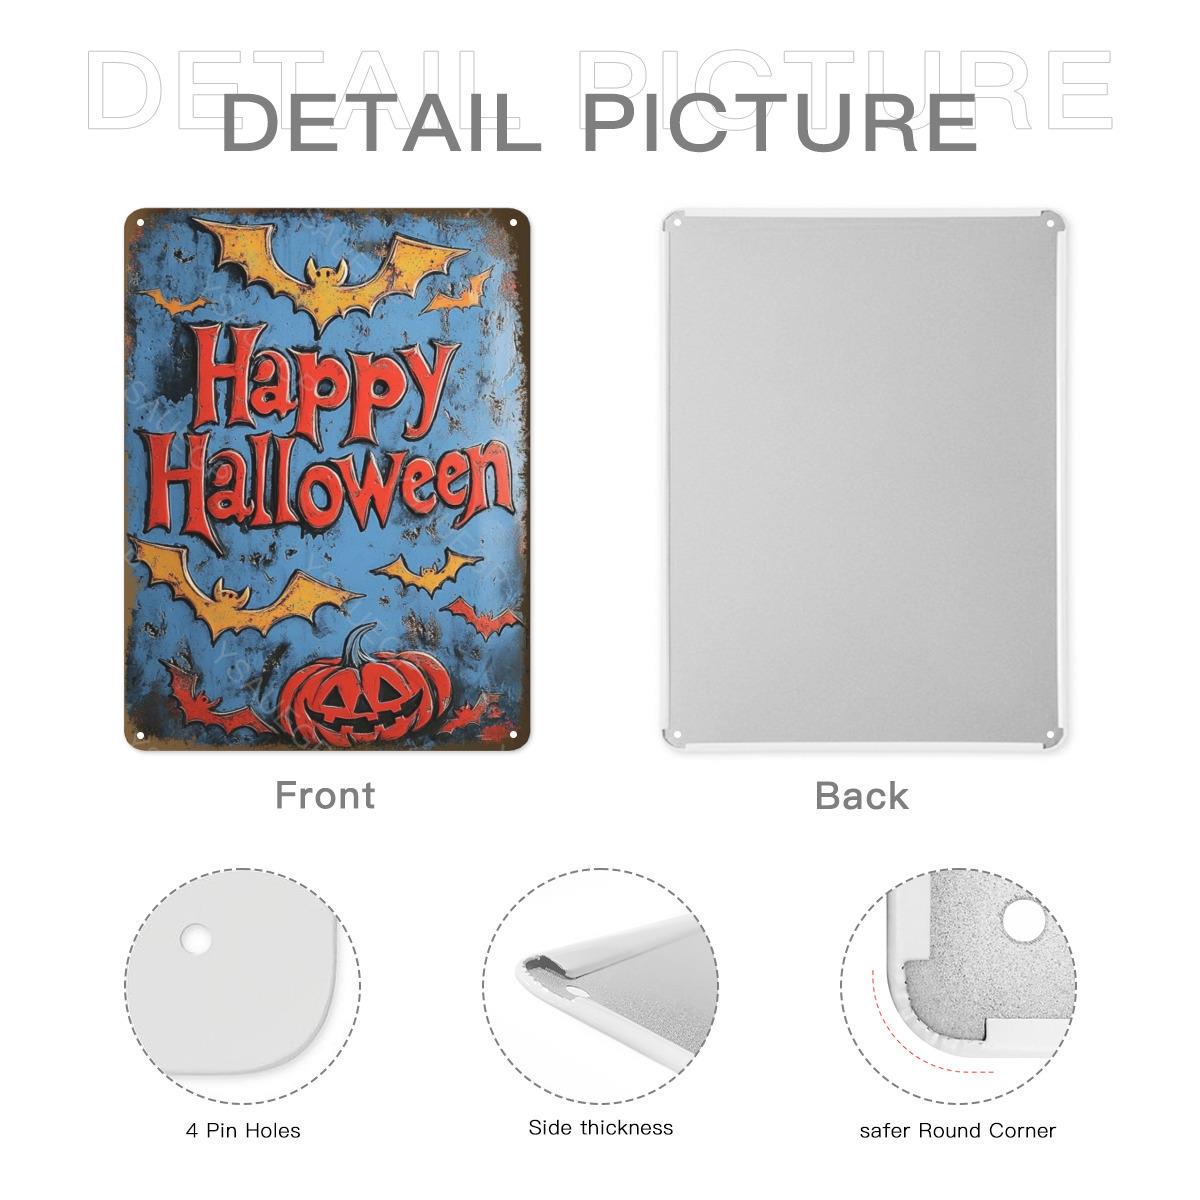 DETAIL PICTURE
DETAIL PICTURE
Happy
Halloween
Front
Back
4 Pin Holes
Side thickness
safer Round Corner